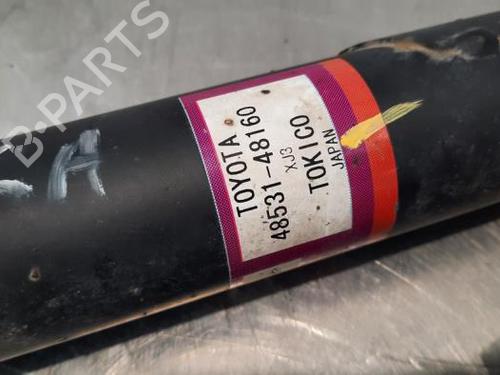 B-PARTS
TOYOTA
48531-48160
XJ3
TOKICO
JAPAN